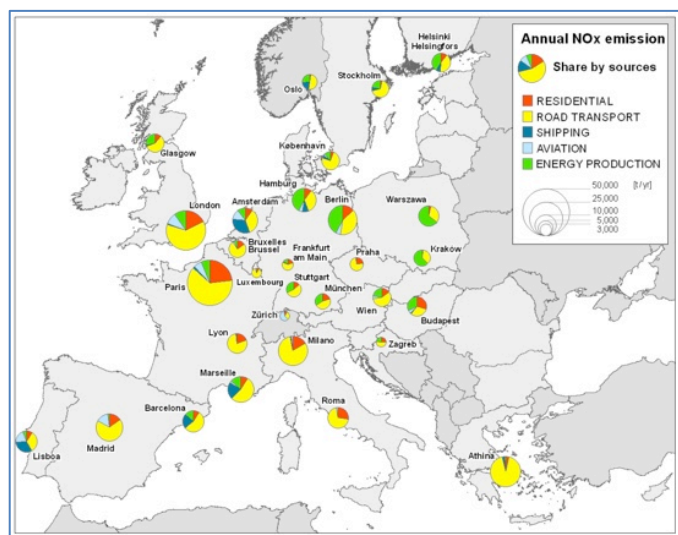 Helsinki
Helsingfors
Annual NOx emission
Share by sources
RESIDENTIAL
ROAD TRANSPORT
SHIPPING
AVIATION
ENERGY PRODUCTION
50,000 [t/yr]
25,000
10,000
5,000
3,000
Oslo
Stockholm
Glasgow
København
Hamburg
Berlin
Warszawa
London
Amsterdam
Bruxelles
Brussel
Frankfurt
am Main
Praha
Kraków
Luxembourg
Paris
Stuttgart
München
Wien
Budapest
Zürich
Lyon
Milano
Zagreb
Marseille
Barcelona
Roma
Madrid
Lisboa
Athina